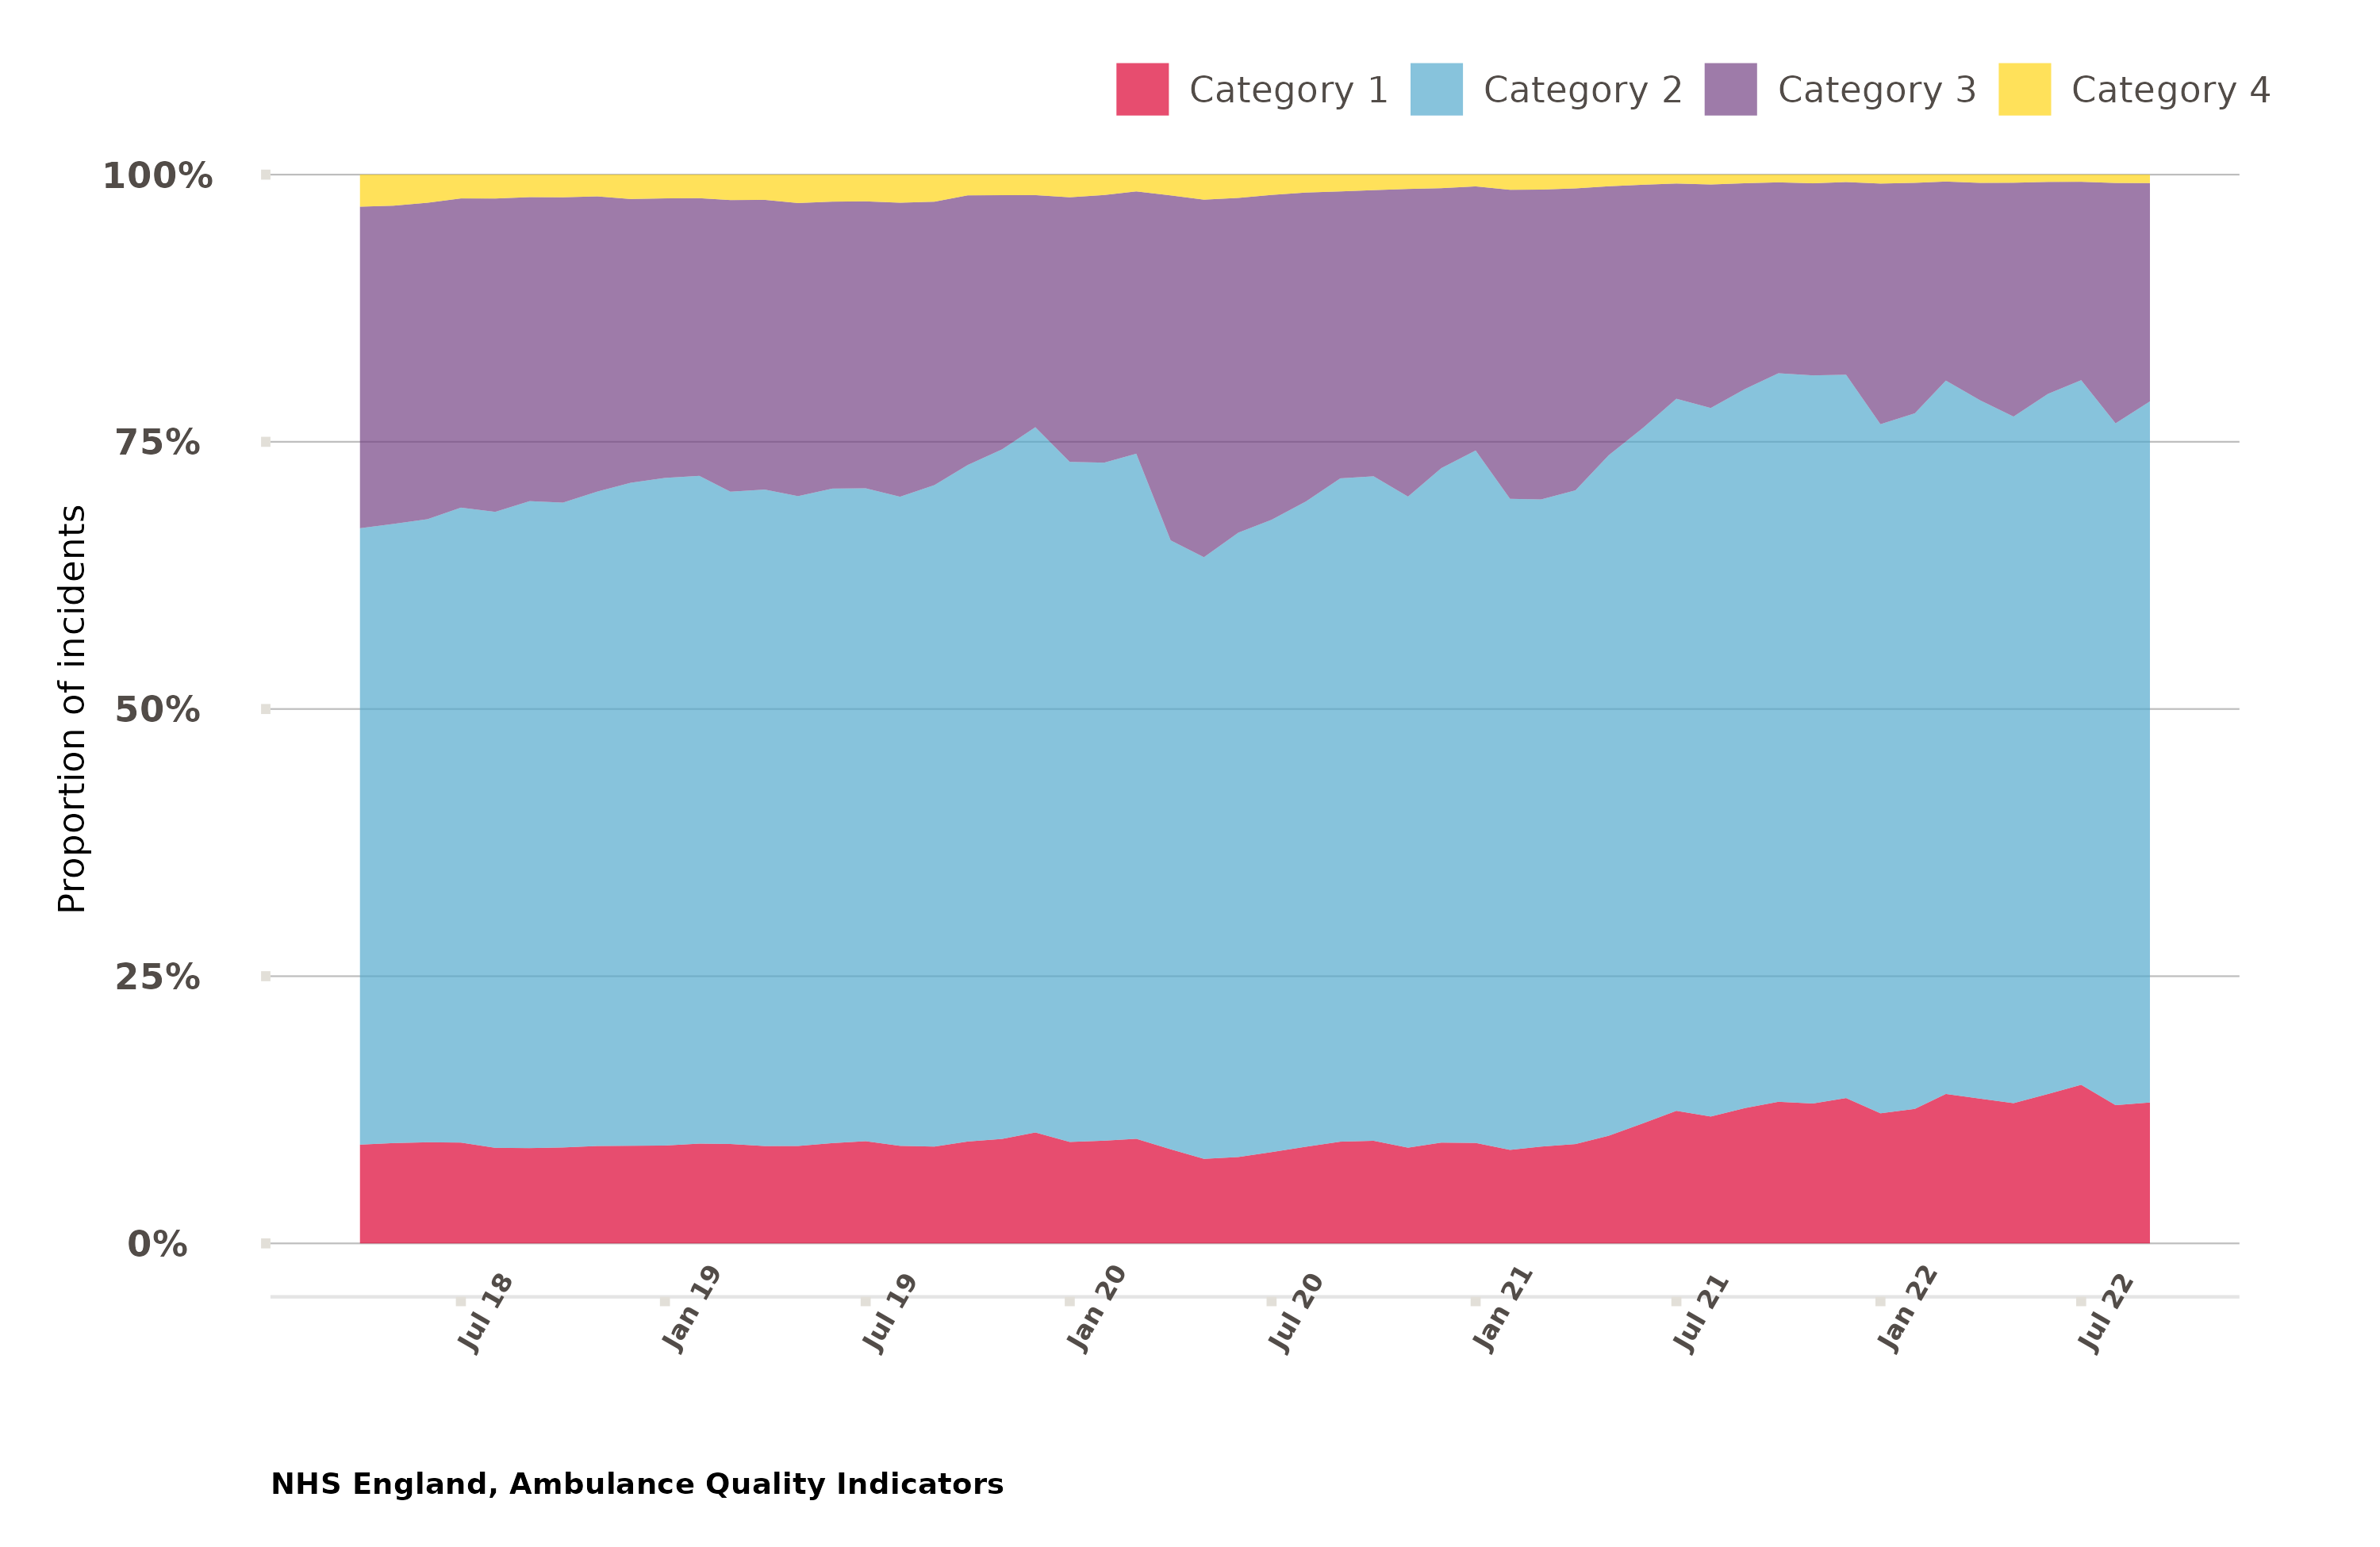 Category 1 Category 2 Category 3 Category 4
100%
75%
50%
25%
0%
Proportion of incidents
Jul 18 Jan 19 Jul 19 Jan 20 Jul 20 Jan 21 Jul 21 Jan 22 Jul 22
NHS England, Ambulance Quality Indicators